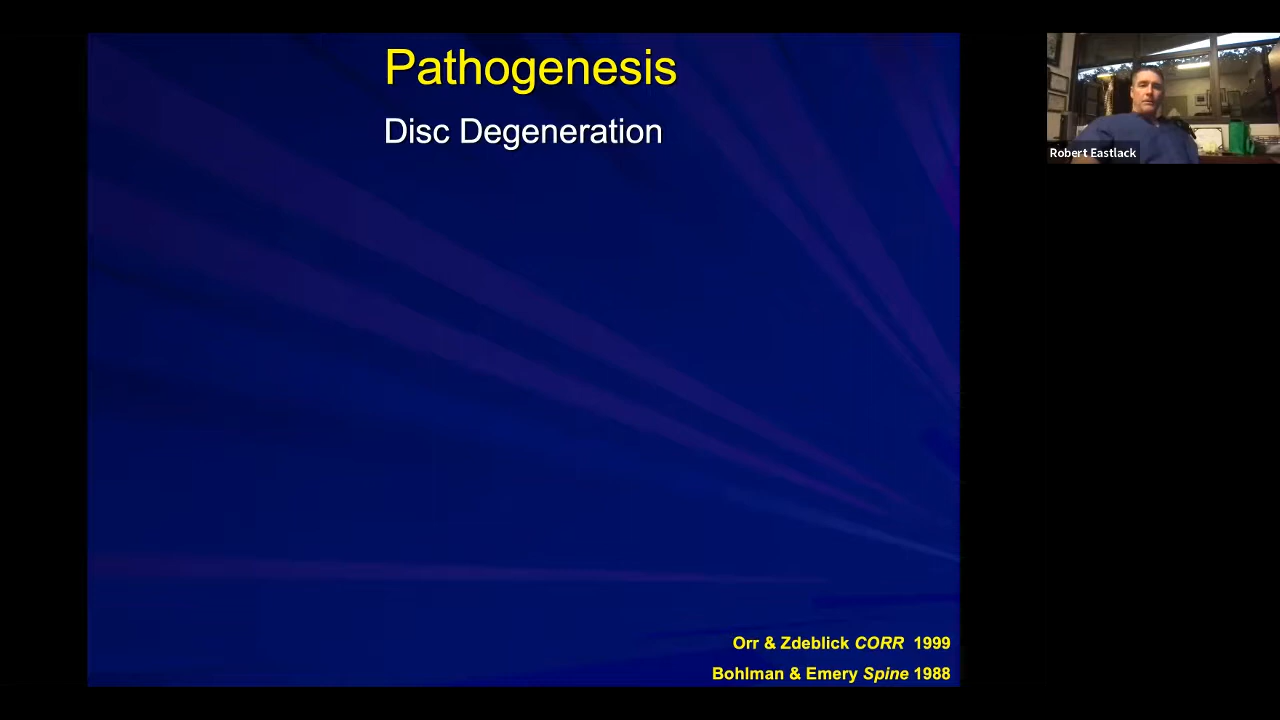 Pathogenesis
Disc Degeneration
Robert Eastlack
Orr & Zdeblick CORR 1999
Bohlman & Emery Spine 1988